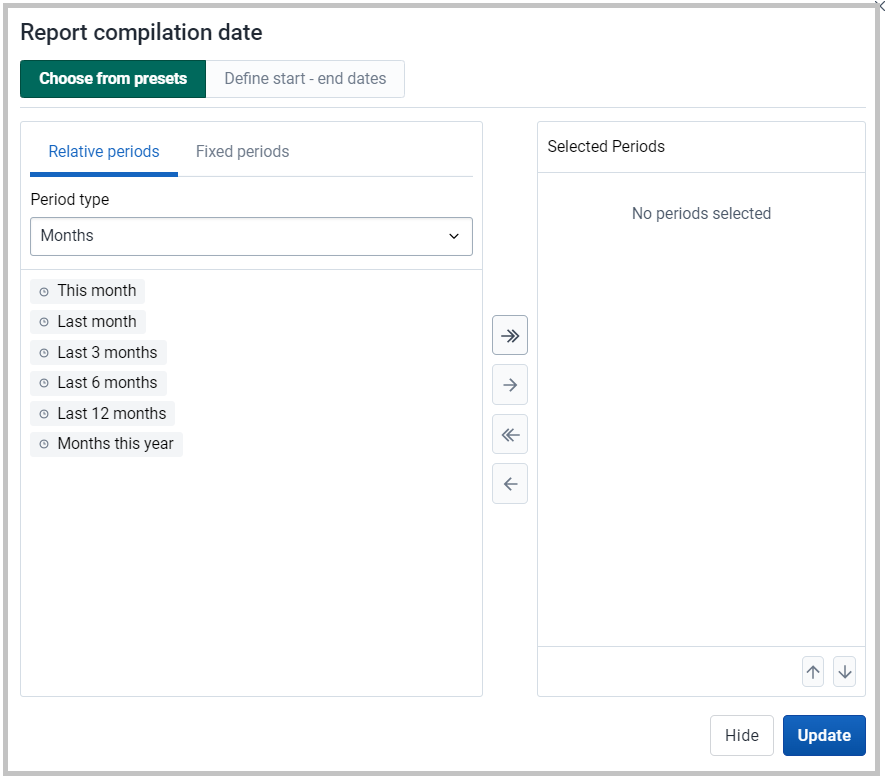 Report compilation date
Choose from presets
Define start - end dates
Relative periods
Fixed periods
Period type
Months
This month
Last month
Last 3 months
Last 6 months
Last 12 months
Months this year
Selected Periods
No periods selected
Hide
Update